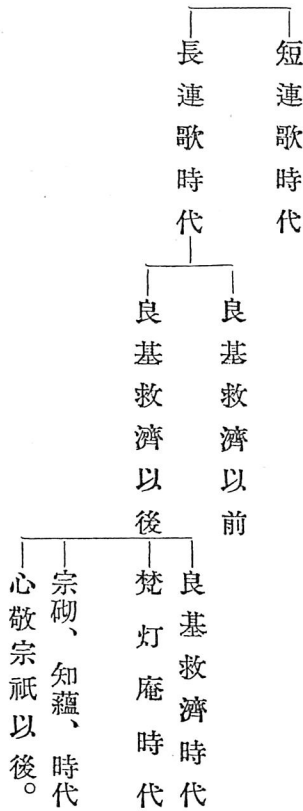 短連歌時代
長連歌時代
良基救濟以前
良基救濟以後
良基救濟時代
梵灯庵時代
宗砌、知蘊、時代
心敬宗祇以後。